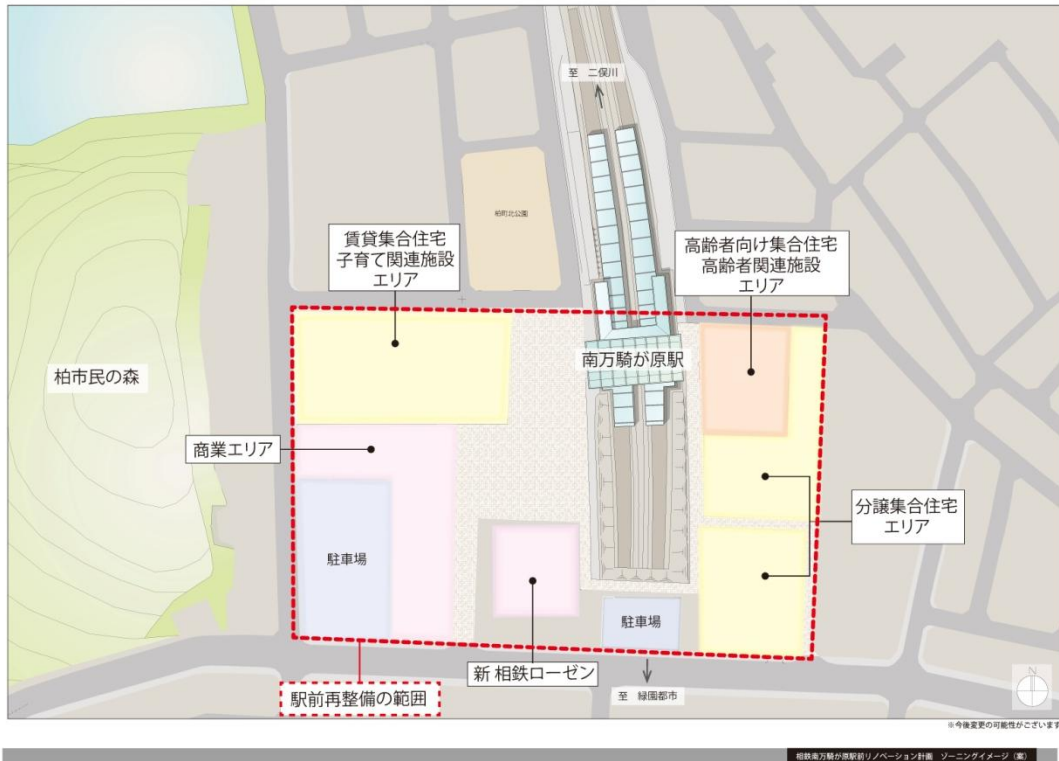 至 二俣川
柏町北公園
賃貸集合住宅
子育て関連施設
エリア
高齢者向け集合住宅
高齢者関連施設
エリア
南万騎が原駅
柏市民の森
商業エリア
分譲集合住宅
エリア
駐車場
駐車場
新 相鉄ローゼン
駅前再整備の範囲
至 緑園都市
N
※今後変更の可能性がございます
相鉄南万騎が原駅前リノベーション計画 ゾーニングイメージ（案）